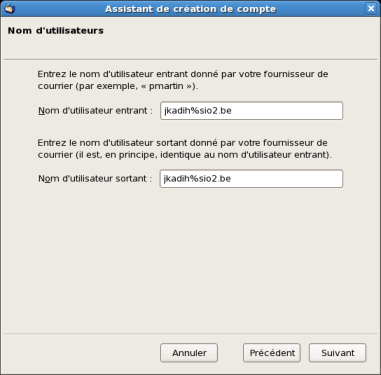 Assistant de création de compte
Nom d'utilisateurs
Entrez le nom d'utilisateur entrant donné par votre fournisseur de
courrier (par exemple, « pmartin »).
Nom d'utilisateur entrant : jkadih%sio2.be
Entrez le nom d'utilisateur sortant donné par votre fournisseur de
courrier (il est, en principe, identique au nom d'utilisateur entrant).
Nom d'utilisateur sortant : jkadih%sio2.be
Annuler Précédent Suivant